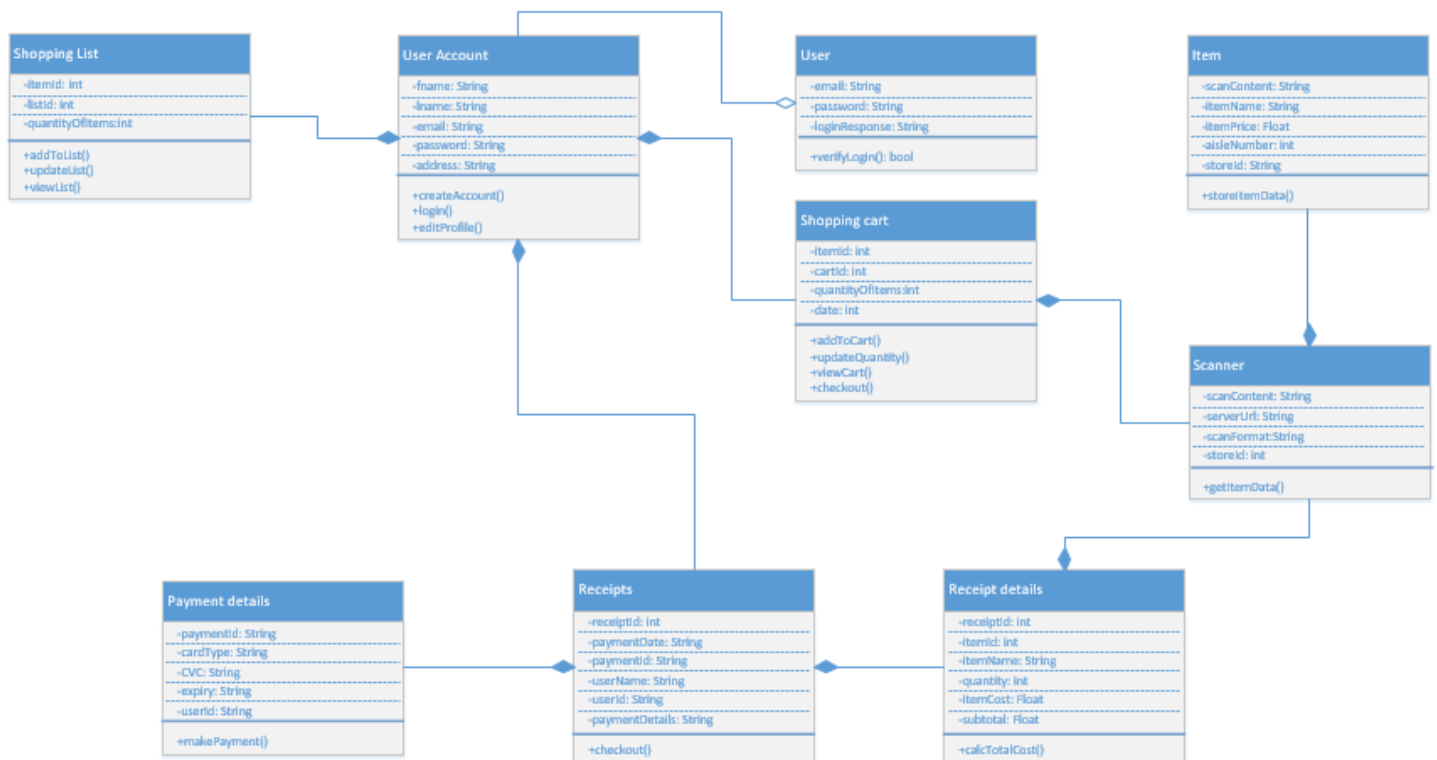 Shopping List
-itemId: int
-listId: int
-quantityOfItems:int
+addToList()
+updateList()
+viewList()
User Account
-fname: String
-lname: String
-email: String
-password: String
-address: String
+createAccount()
+login()
+editProfile()
User
-email: String
-password: String
-loginResponse: String
+verifyLogin(): bool
Item
-scanContent: String
-itemName: String
-itemPrice: Float
-aisleNumber: int
-storeId: String
+storeItemData()
Shopping cart
-itemId: int
-cartId: int
-quantityOfItems:int
-date: int
+addToCart()
+updateQuantity()
+viewCart()
+checkout()
Scanner
-scanContent: String
-serverUrl: String
-scanFormat:String
-storeId: int
+getItemData()
Payment details
-paymentId: String
-cardType: String
-CVC: String
-expiry: String
-userId: String
+makePayment()
Receipts
-receiptId: int
-paymentDate: String
-paymentId: String
-userName: String
-userId: String
-paymentDetails: String
+checkout()
Receipt details
-receiptId: int
-itemId: int
-itemName: String
-quantity: int
-itemCost: Float
-subtotal: Float
+calcTotalCost()